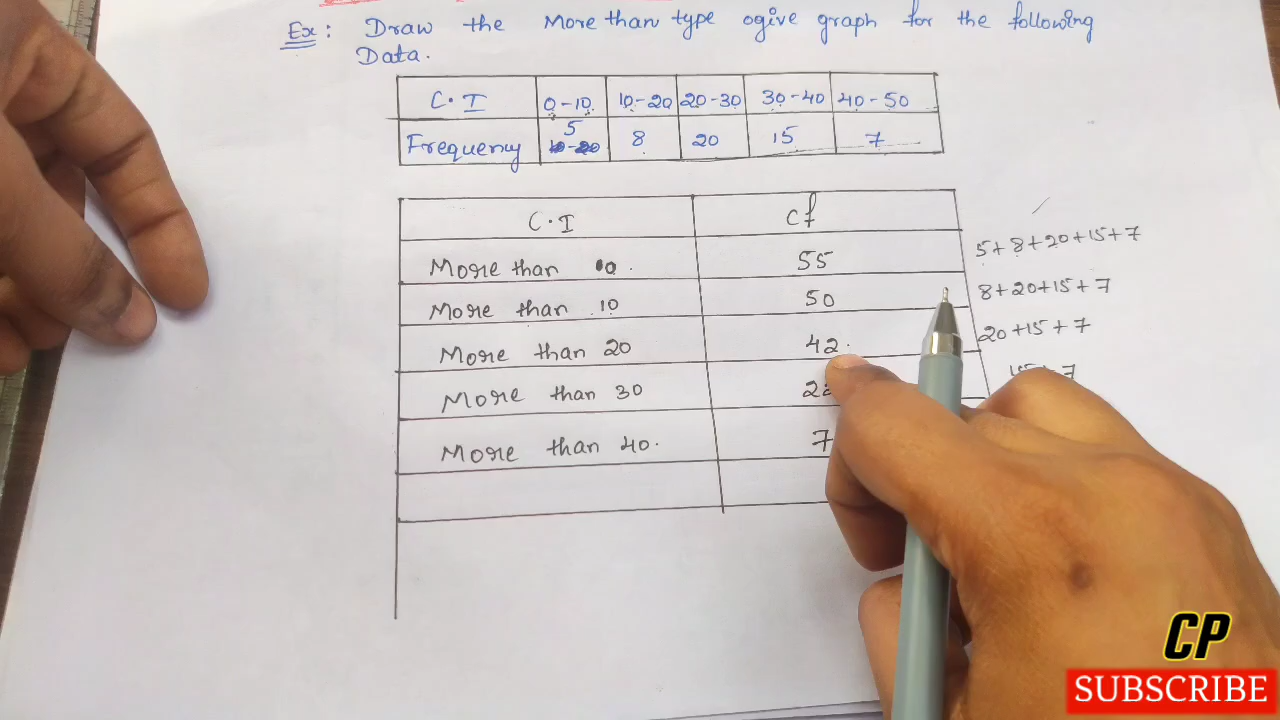 Ex: Draw the More than type ogive graph for the following
Data.
C.I 0-10 10-20 20-30 30-40 40-50
Frequency 5 8 20 15 7
C.I cf
More than 0. 55 5+8+20+15+7
More than 10 50 8+20+15+7
More than 20 42. 20+15+7
More than 30 15+7
More than 40. 7
CP
SUBSCRIBE